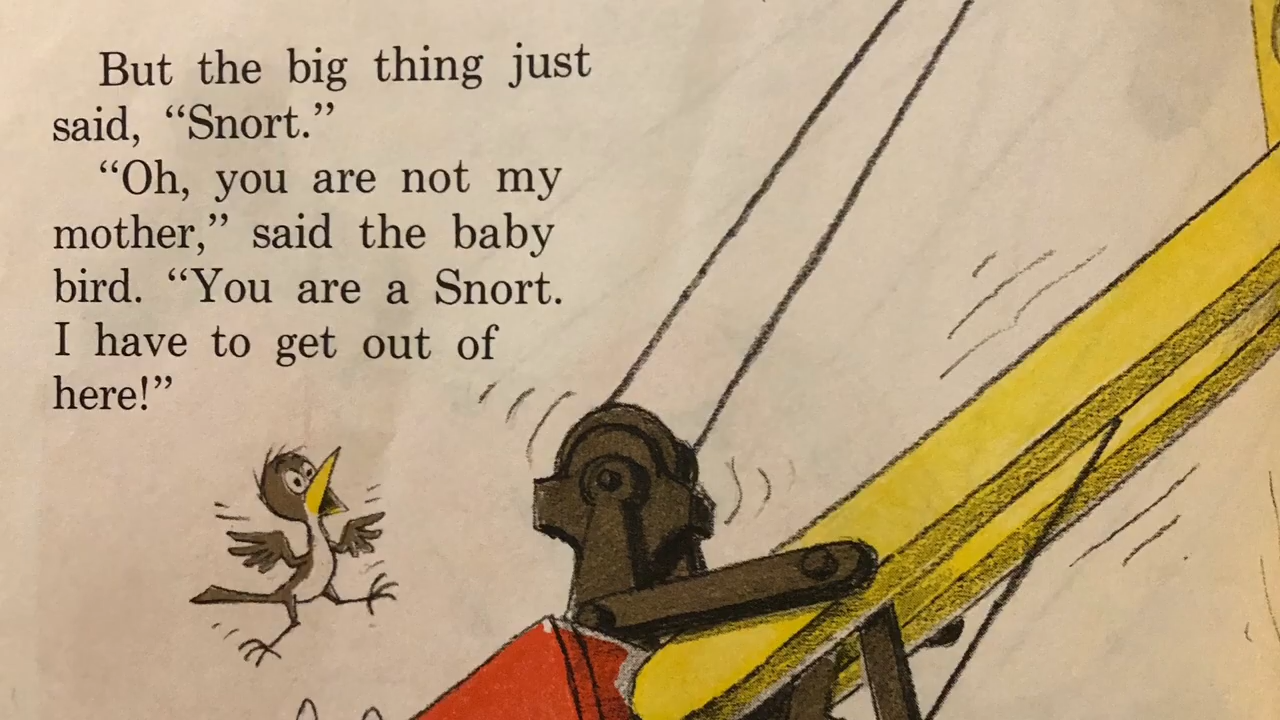 But the big thing just
said, “Snort.”
“Oh, you are not my
mother,” said the baby
bird. “You are a Snort.
I have to get out of
here!”